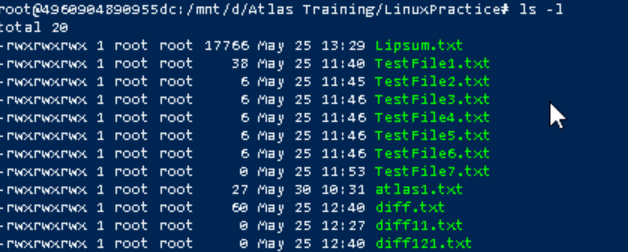 root@4960904890955dc:/mnt/d/Atlas Training/LinuxPractice# ls -l
total 20
-rwxrwxrwx 1 root root 17766 May 25 13:29 Lipsum.txt
-rwxrwxrwx 1 root root 38 May 25 11:40 TestFile1.txt
-rwxrwxrwx 1 root root 6 May 25 11:45 TestFile2.txt
-rwxrwxrwx 1 root root 6 May 25 11:46 TestFile3.txt
-rwxrwxrwx 1 root root 6 May 25 11:46 TestFile4.txt
-rwxrwxrwx 1 root root 6 May 25 11:46 TestFile5.txt
-rwxrwxrwx 1 root root 6 May 25 11:46 TestFile6.txt
-rwxrwxrwx 1 root root 0 May 25 11:53 TestFile7.txt
-rwxrwxrwx 1 root root 27 May 30 10:31 atlas1.txt
-rwxrwxrwx 1 root root 60 May 25 12:40 diff.txt
-rwxrwxrwx 1 root root 0 May 25 12:27 diff11.txt
-rwxrwxrwx 1 root root 0 May 25 12:40 diff121.txt